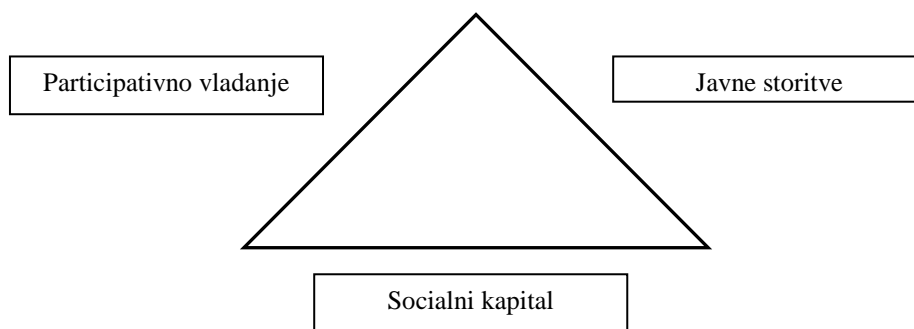 Participativno vladanje
Javne storitve
Socialni kapital